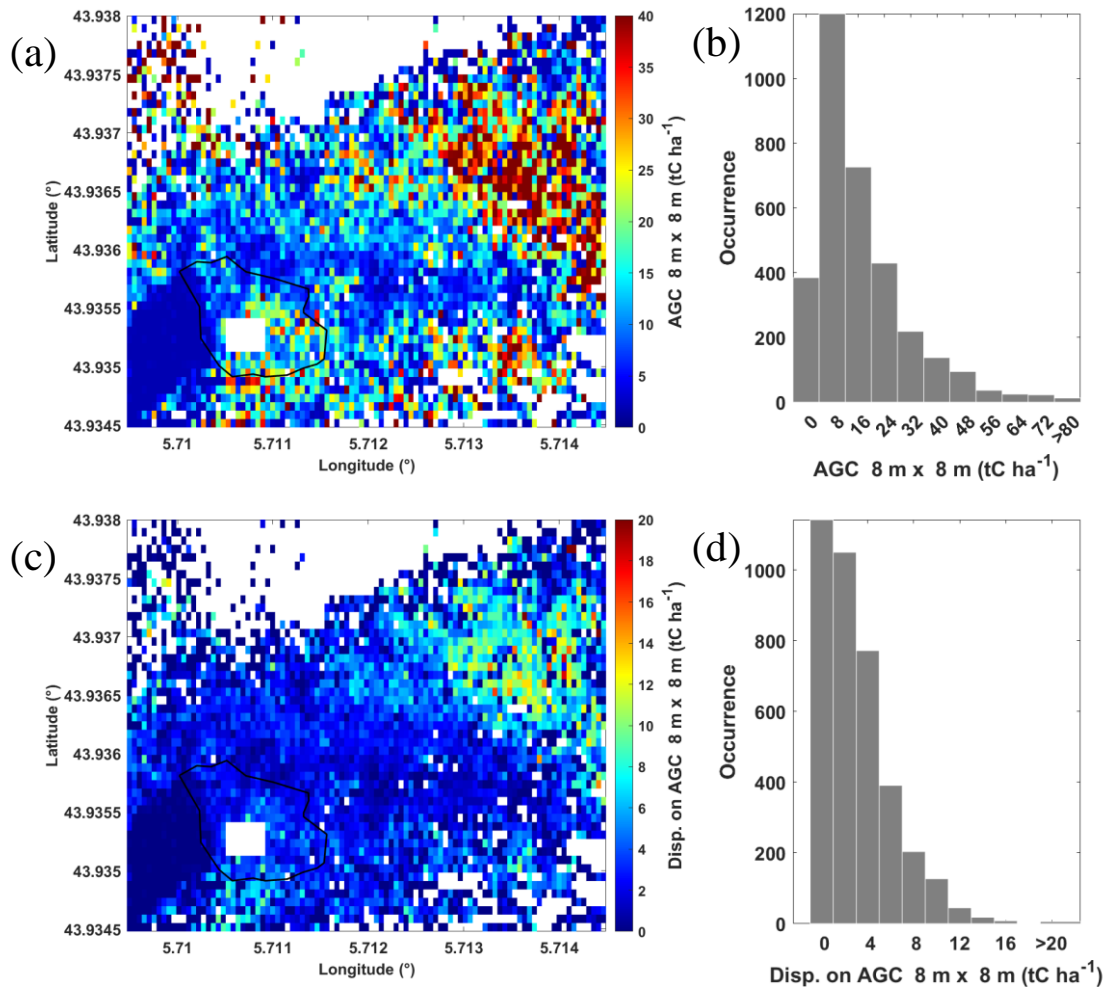 (a)
43.938
43.9375
43.937
43.9365
43.936
43.9355
43.935
43.9345
Latitude (°)
5.71 5.711 5.712 5.713 5.714
Longitude (°)
40
35
30
25
20
15
10
5
0
AGC 8 m x 8 m (tC ha⁻¹)
(b)
1200
1000
800
600
400
200
0
Occurrence
0 8 16 24 32 40 48 56 64 72 >80
AGC 8 m x 8 m (tC ha⁻¹)
(c)
43.938
43.9375
43.937
43.9365
43.936
43.9355
43.935
43.9345
Latitude (°)
5.71 5.711 5.712 5.713 5.714
Longitude (°)
20
18
16
14
12
10
8
6
4
2
0
Disp. on AGC 8 m x 8 m (tC ha⁻¹)
(d)
1000
800
600
400
200
0
Occurrence
0 4 8 12 16 >20
Disp. on AGC 8 m x 8 m (tC ha⁻¹)